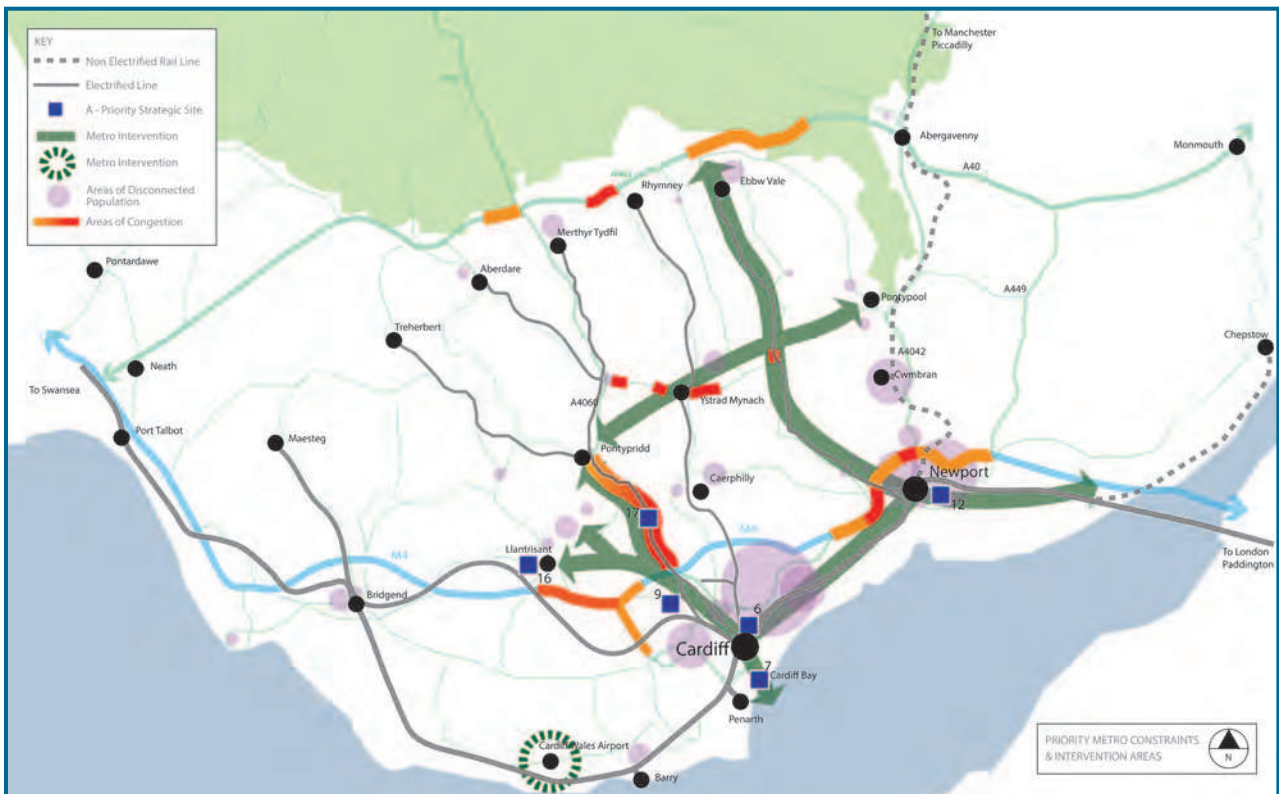 KEY
Non Electrified Rail Line
Electrified Line
A - Priority Strategic Site
Metro Intervention
Metro Intervention
Areas of Disconnected
Population
Areas of Congestion
To Manchester
Piccadilly
Abergavenny
Monmouth
A40
Ebbw Vale
Rhymney
Merthyr Tydfil
Pontardawe
Aberdare
Pontypool
A449
Treherbert
Chepstow
A4042
Neath
Cwmbran
To Swansea
A4060
Ystrad Mynach
Port Talbot
Maesteg
Pontypridd
Newport
Caerphilly
12
17
M4
To London
Paddington
Llantrisant
16
M4
Bridgend
9
6
Cardiff
7
Cardiff Bay
Penarth
Cardiff Wales Airport
Barry
PRIORITY METRO CONSTRAINTS
& INTERVENTION AREAS
N